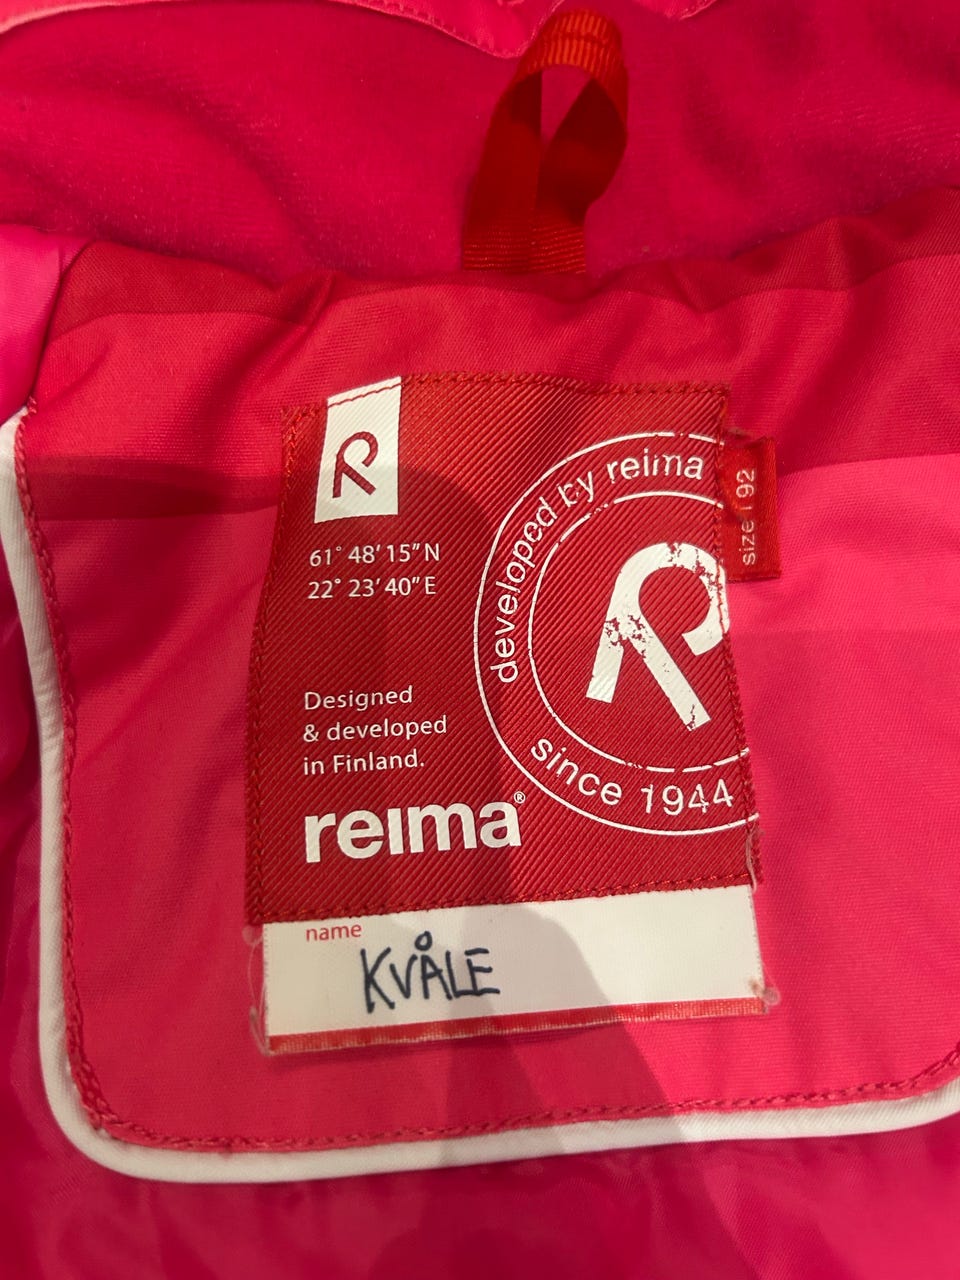 R
61° 48' 15" N
22° 23' 40" E
Designed
& developed
in Finland.
reima®
developed by reima
R
since 1944
size 92
name
KVÅLE